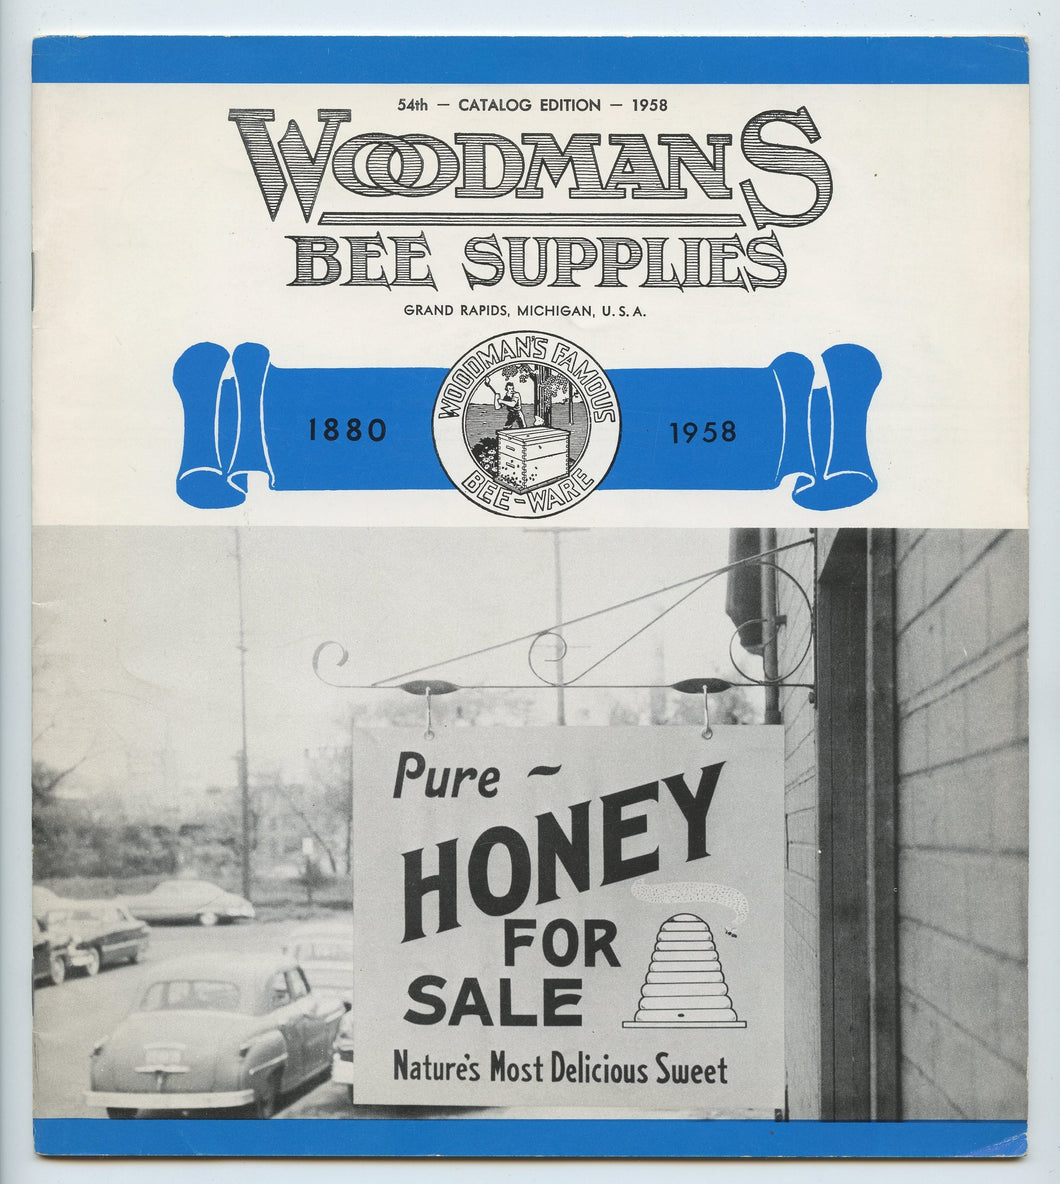 54th — CATALOG EDITION — 1958
WOODMANS
BEE SUPPLIES
GRAND RAPIDS, MICHIGAN, U. S. A.
WOODMAN'S FAMOUS
1880
1958
BEE-WARE
Pure ~
HONEY
FOR
SALE
Nature's Most Delicious Sweet